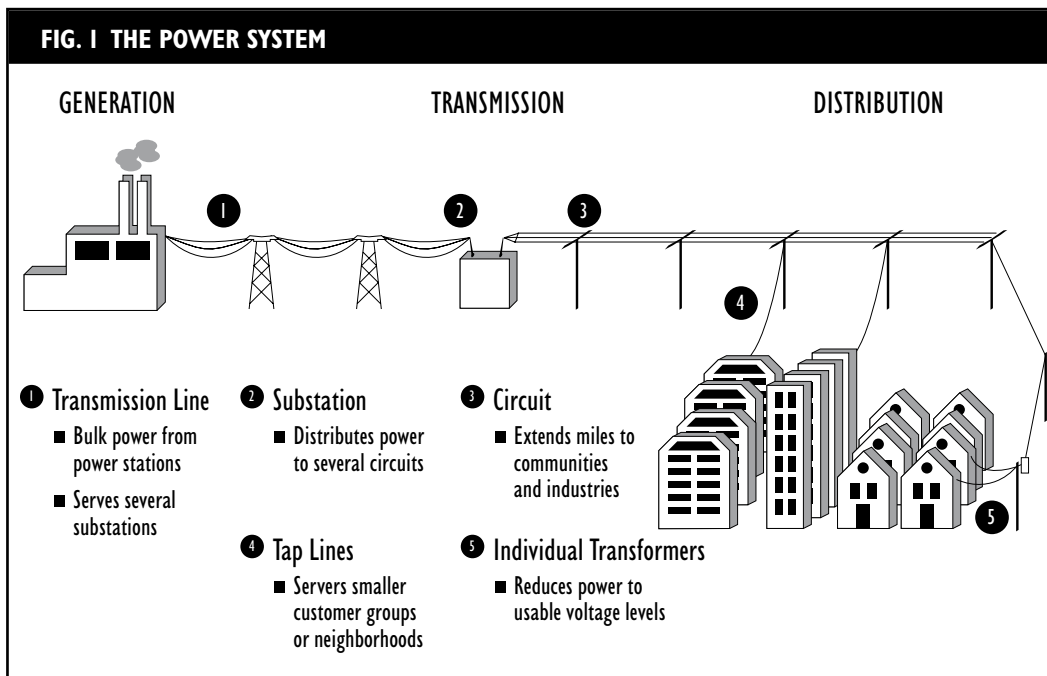 FIG. 1 THE POWER SYSTEM
GENERATION
TRANSMISSION
DISTRIBUTION
1
2
3
4
5
1 Transmission Line
■ Bulk power from
power stations
■ Serves several
substations
2 Substation
■ Distributes power
to several circuits
3 Circuit
■ Extends miles to
communities
and industries
4 Tap Lines
■ Servers smaller
customer groups
or neighborhoods
5 Individual Transformers
■ Reduces power to
usable voltage levels